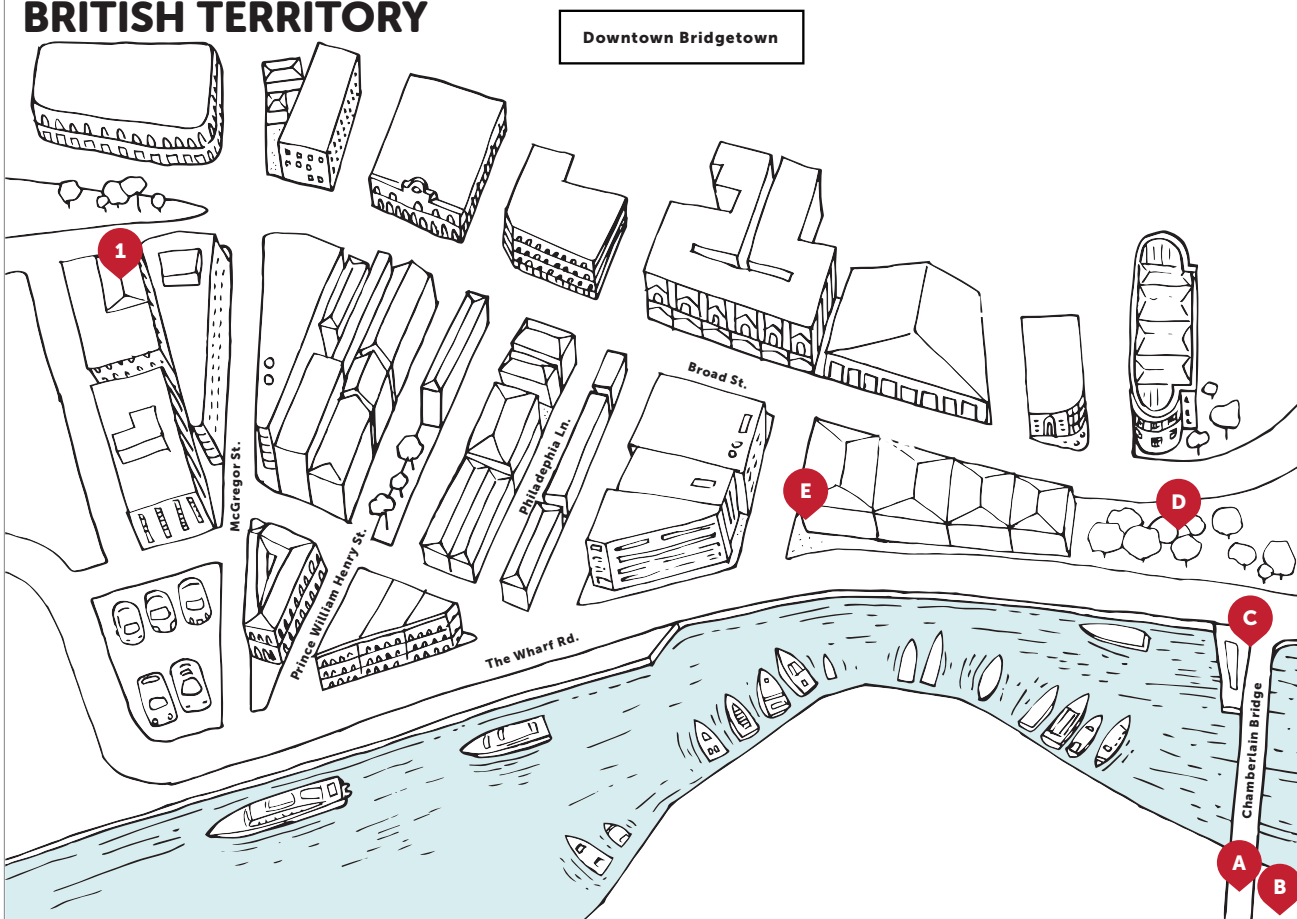 BRITISH TERRITORY
Downtown Bridgetown
1
Broad St.
Philadephia Ln.
McGregor St.
E
D
Prince William Henry St.
The Wharf Rd.
C
Chamberlain Bridge
A
B